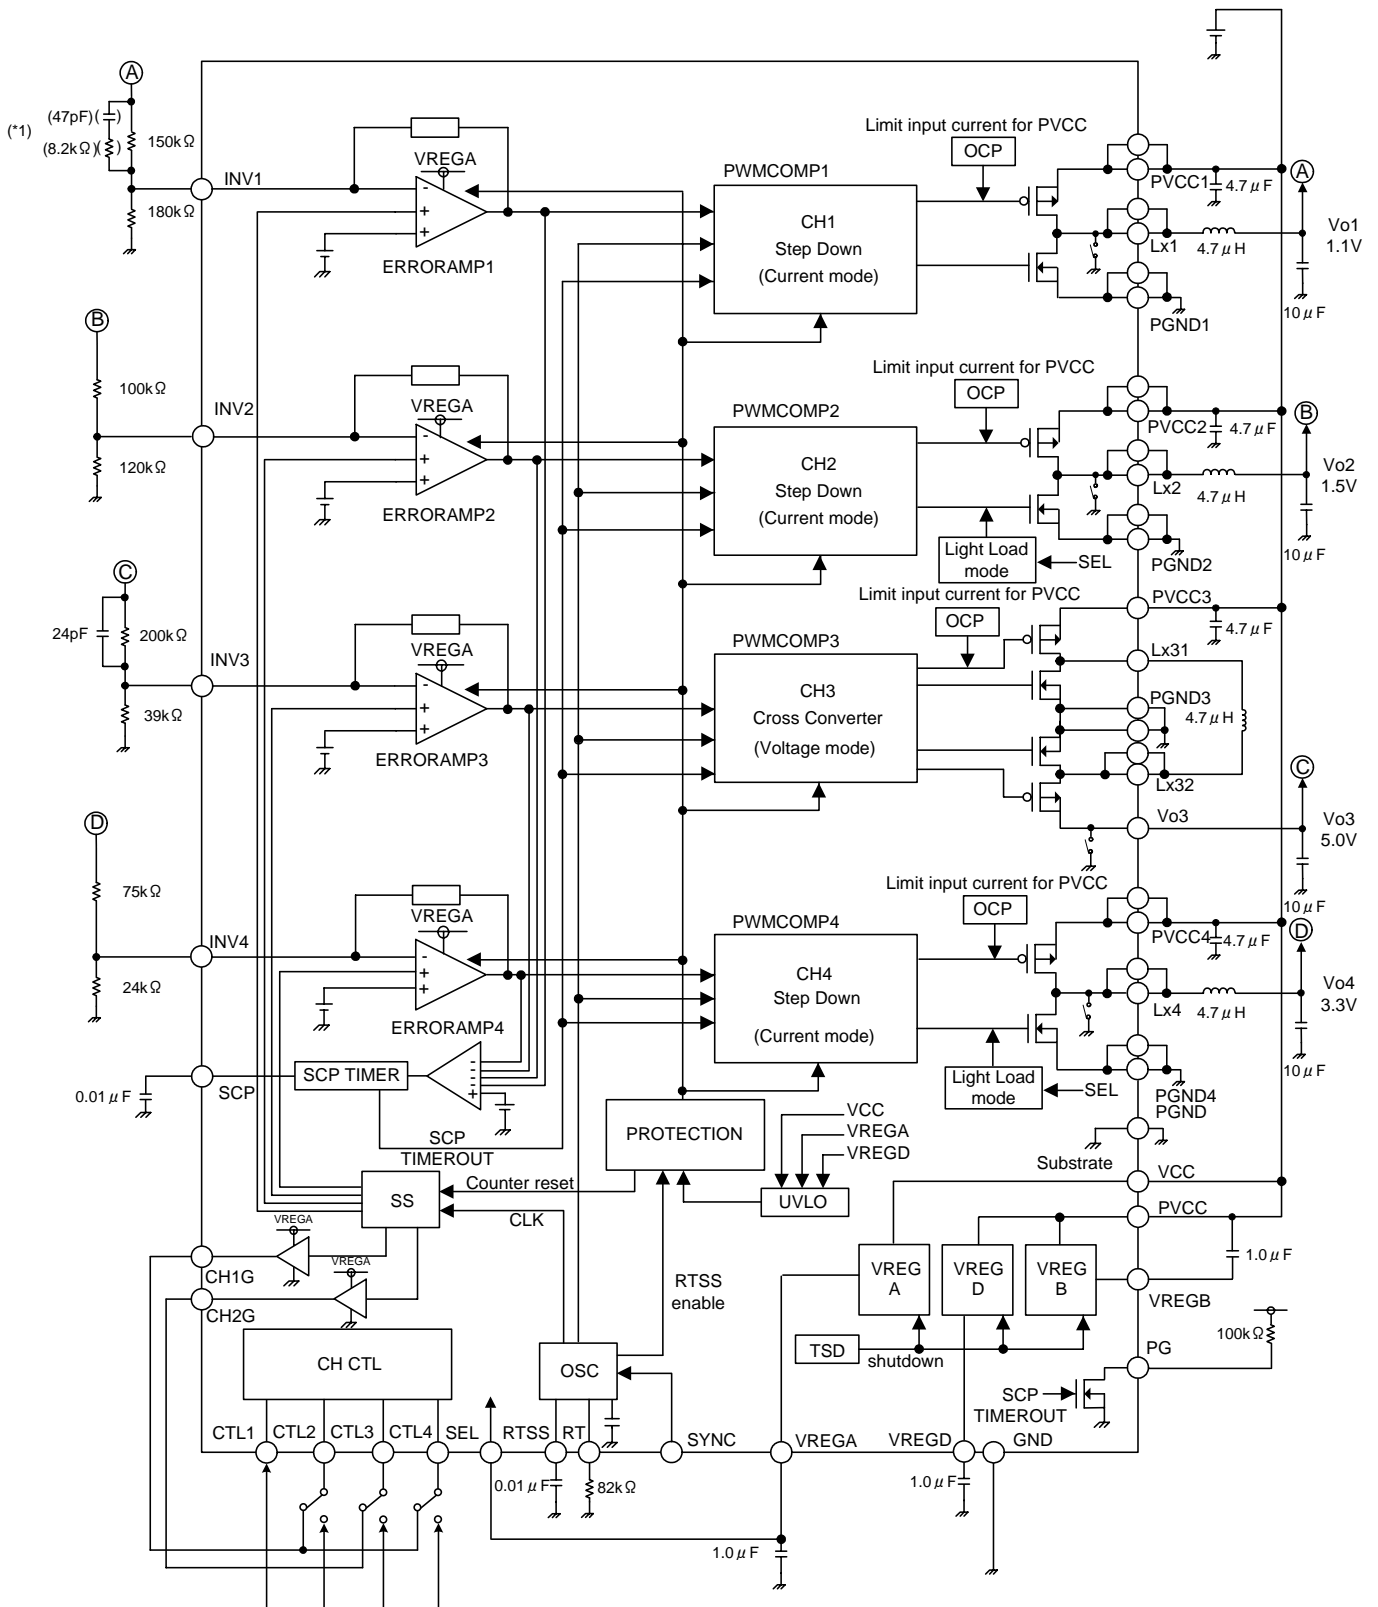 A
(*1)
(47pF)
(8.2kΩ)
150kΩ
180kΩ
INV1
VREGA
-
+
+
ERRORAMP1
PWMCOMP1
CH1
Step Down
(Current mode)
Limit input current for PVCC
OCP
PVCC1
4.7μF
A
Lx1
4.7μH
Vo1
1.1V
10μF
PGND1
B
100kΩ
120kΩ
INV2
VREGA
-
+
+
ERRORAMP2
PWMCOMP2
CH2
Step Down
(Current mode)
Limit input current for PVCC
OCP
PVCC2
4.7μF
B
Lx2
4.7μH
Vo2
1.5V
10μF
Light Load
mode
SEL
PGND2
C
24pF
200kΩ
39kΩ
INV3
VREGA
-
+
+
ERRORAMP3
PWMCOMP3
CH3
Cross Converter
(Voltage mode)
Limit input current for PVCC
OCP
PVCC3
4.7μF
Lx31
PGND3
4.7μH
Lx32
C
Vo3
Vo3
5.0V
10μF
D
75kΩ
24kΩ
INV4
VREGA
-
+
+
ERRORAMP4
PWMCOMP4
CH4
Step Down
(Current mode)
Limit input current for PVCC
OCP
PVCC4
4.7μF
D
Lx4
4.7μH
Vo4
3.3V
10μF
Light Load
mode
SEL
PGND4
PGND
0.01μF
SCP
SCP TIMER
-
-
-
-
+
SCP
TIMEROUT
PROTECTION
VCC
VREGA
VREGD
UVLO
Substrate
VCC
PVCC
SS
Counter reset
CLK
VREGA
CH1G
VREGA
CH2G
RTSS
enable
VREG
A
VREG
D
VREG
B
1.0μF
VREGB
TSD
shutdown
100kΩ
PG
SCP
TIMEROUT
CH CTL
OSC
CTL1
CTL2
CTL3
CTL4
SEL
RTSS
RT
SYNC
VREGA
VREGD
GND
0.01μF
82kΩ
1.0μF
1.0μF